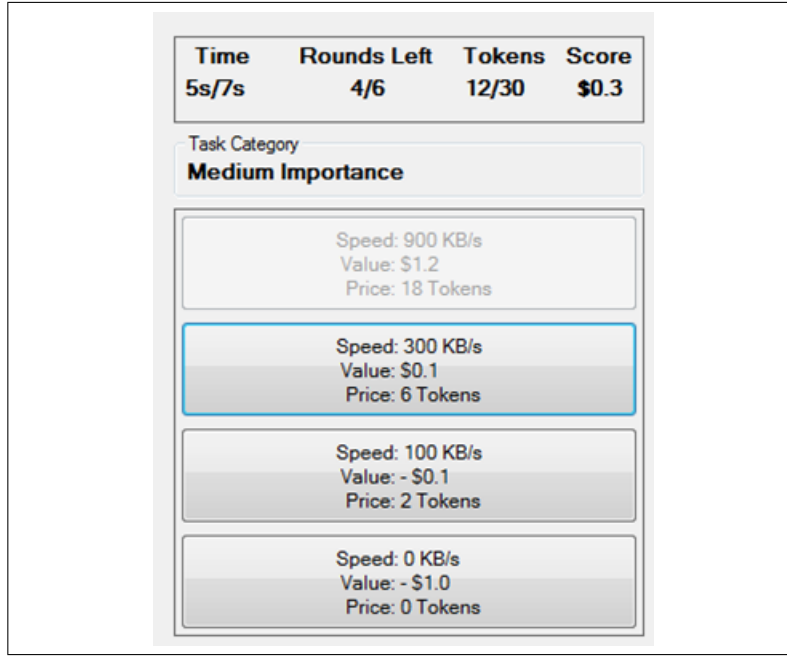 Time Rounds Left Tokens Score
5s/7s 4/6 12/30 $0.3
Task Category
Medium Importance
Speed: 900 KB/s
Value: $1.2
Price: 18 Tokens
Speed: 300 KB/s
Value: $0.1
Price: 6 Tokens
Speed: 100 KB/s
Value: - $0.1
Price: 2 Tokens
Speed: 0 KB/s
Value: - $1.0
Price: 0 Tokens